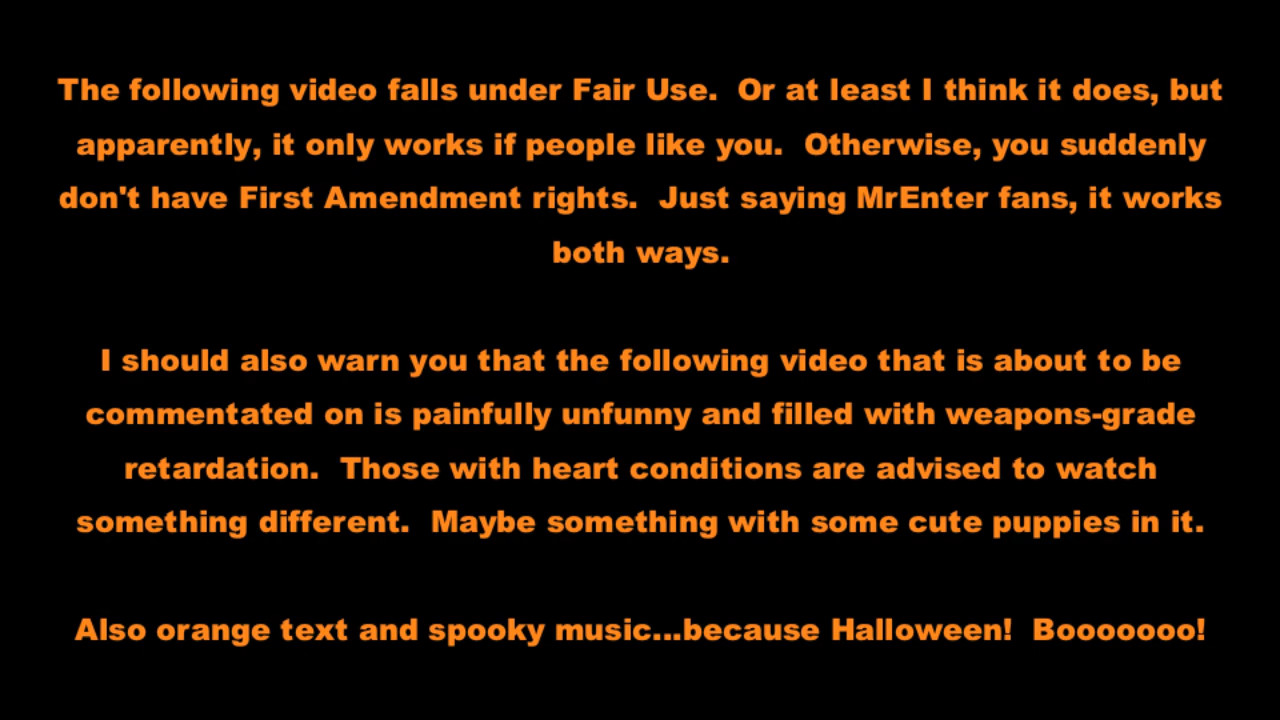 The following video falls under Fair Use.  Or at least I think it does, but
apparently, it only works if people like you.  Otherwise, you suddenly
don't have First Amendment rights.  Just saying MrEnter fans, it works
both ways.
I should also warn you that the following video that is about to be
commentated on is painfully unfunny and filled with weapons-grade
retardation.  Those with heart conditions are advised to watch
something different.  Maybe something with some cute puppies in it.
Also orange text and spooky music...because Halloween!  Booooooo!